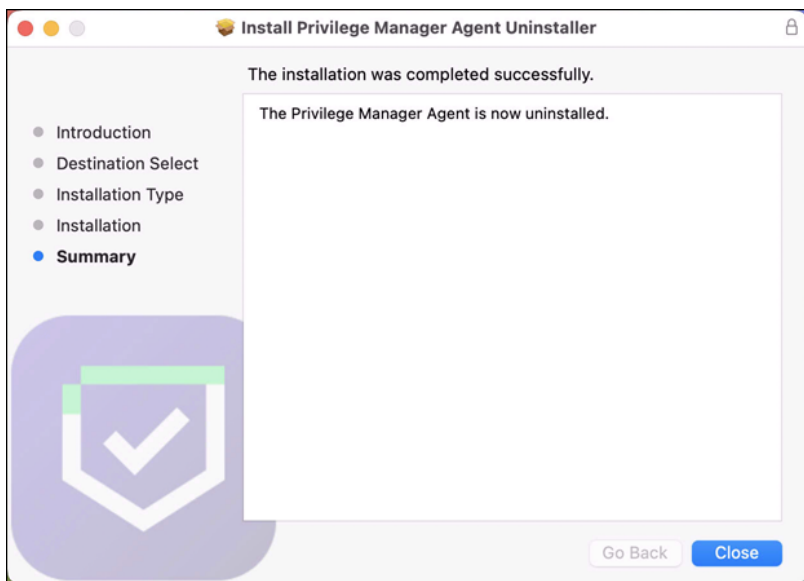 Install Privilege Manager Agent Uninstaller
The installation was completed successfully.
The Privilege Manager Agent is now uninstalled.
Introduction
Destination Select
Installation Type
Installation
Summary
Go Back
Close